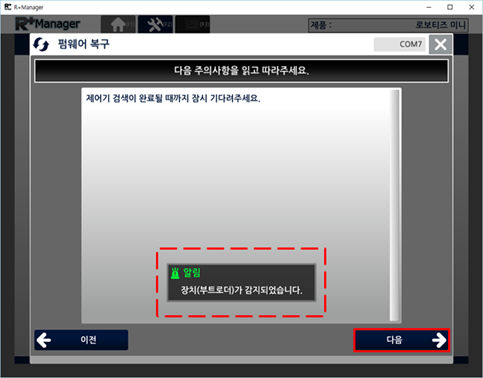 R+Manager
R+Manager
(F1)
(F2)
(F3)
제품 :
로보티즈 미니
펌웨어 복구
COM7
다음 주의사항을 읽고 따라주세요.
제어기 검색이 완료될 때까지 잠시 기다려주세요.
알림
장치(부트로더)가 감지되었습니다.
이전
다음